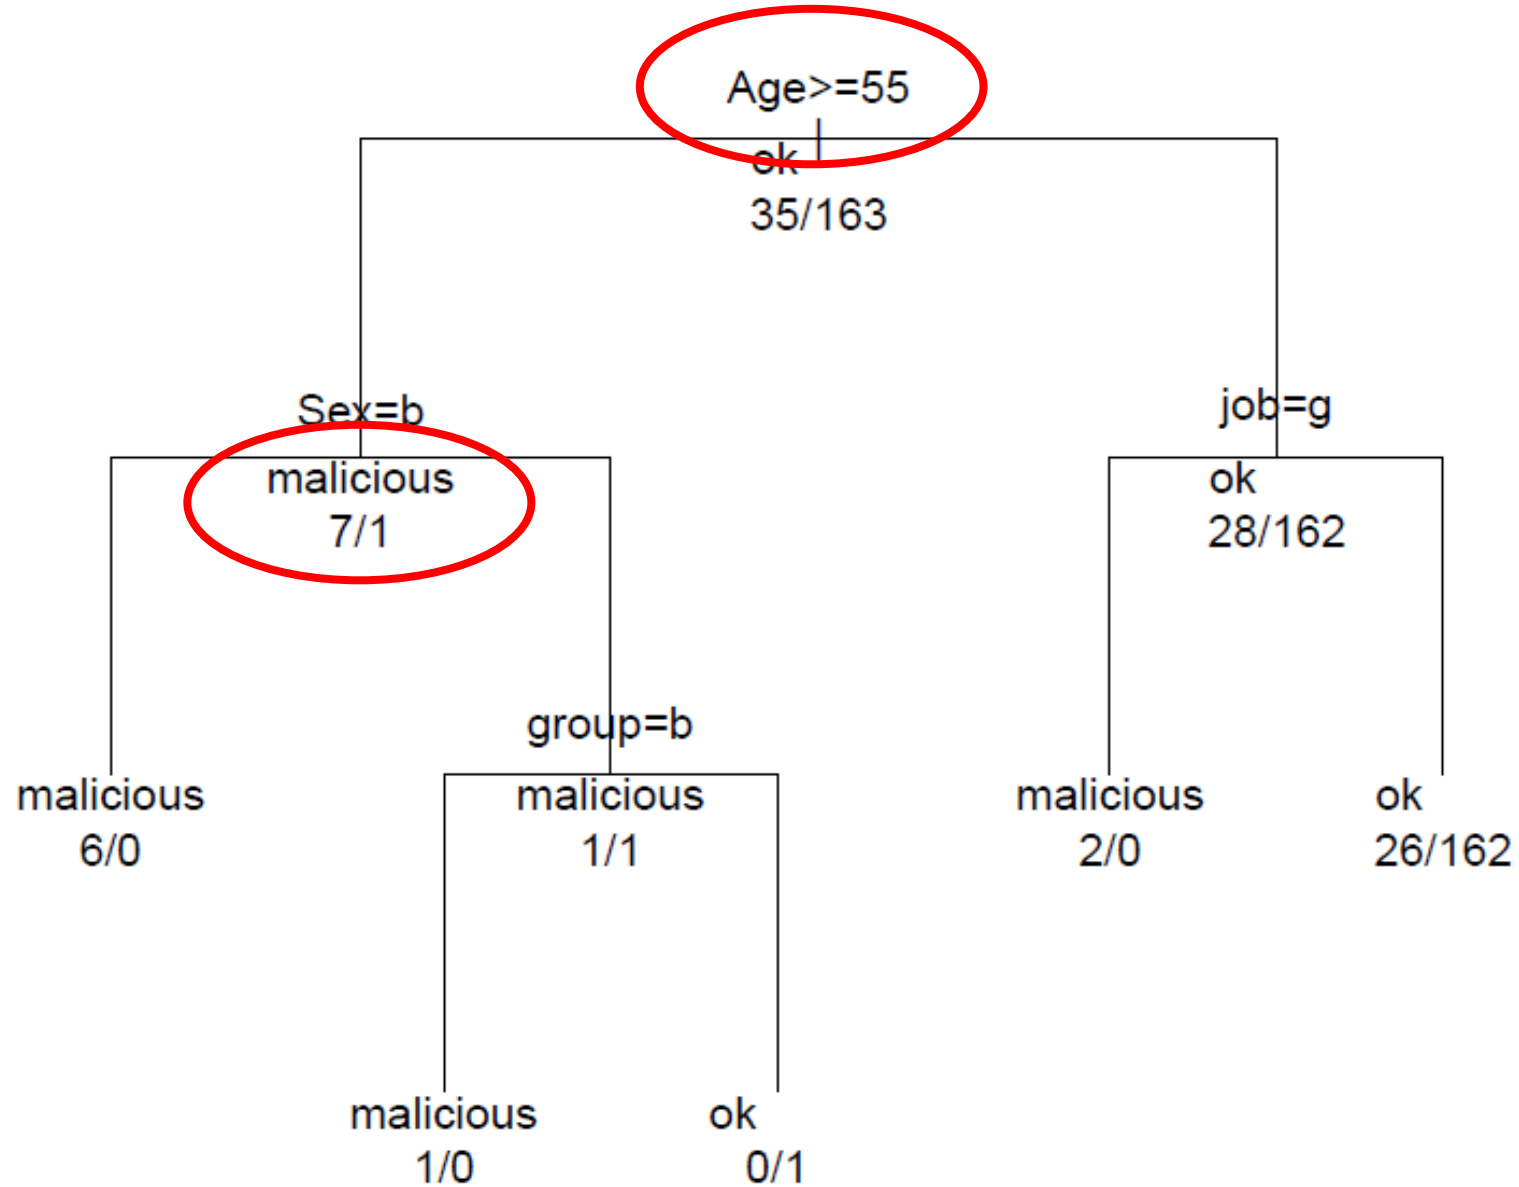 Age>=55
ok
35/163
Sex=b
malicious
7/1
job=g
ok
28/162
malicious
6/0
group=b
malicious
1/1
malicious
2/0
ok
26/162
malicious
1/0
ok
0/1